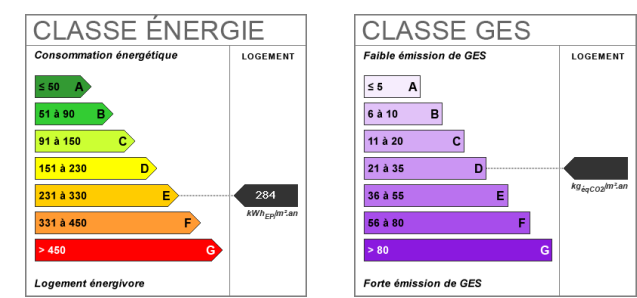 CLASSE ÉNERGIE
Consommation énergétique
LOGEMENT
≤ 50 A
51 à 90 B
91 à 150 C
151 à 230 D
231 à 330 E
284
kWhEP/m².an
331 à 450 F
> 450 G
Logement énergivore
CLASSE GES
Faible émission de GES
LOGEMENT
≤ 5 A
6 à 10 B
11 à 20 C
21 à 35 D
kgéqCO2/m².an
36 à 55 E
56 à 80 F
> 80 G
Forte émission de GES